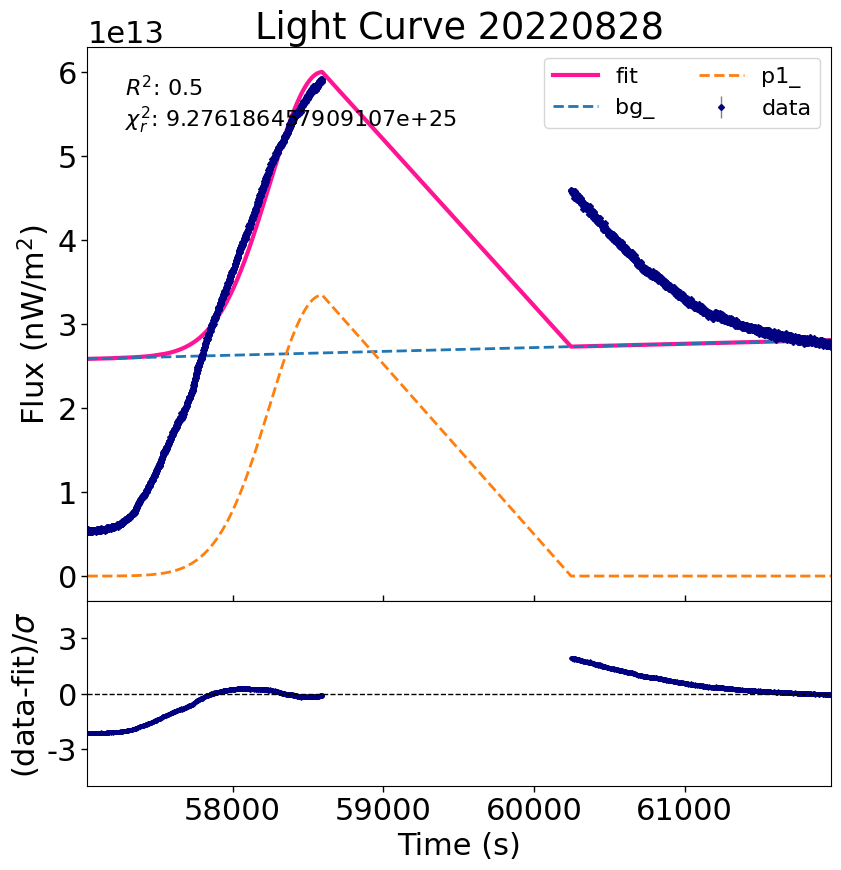 Light Curve 20220828
1e13
R²: 0.5
χ²ᵣ: 9.276186457909107e+25
fit
bg_
p1_
data
Flux (nW/m²)
6
5
4
3
2
1
0
(data-fit)/σ
3
0
-3
58000 59000 60000 61000
Time (s)